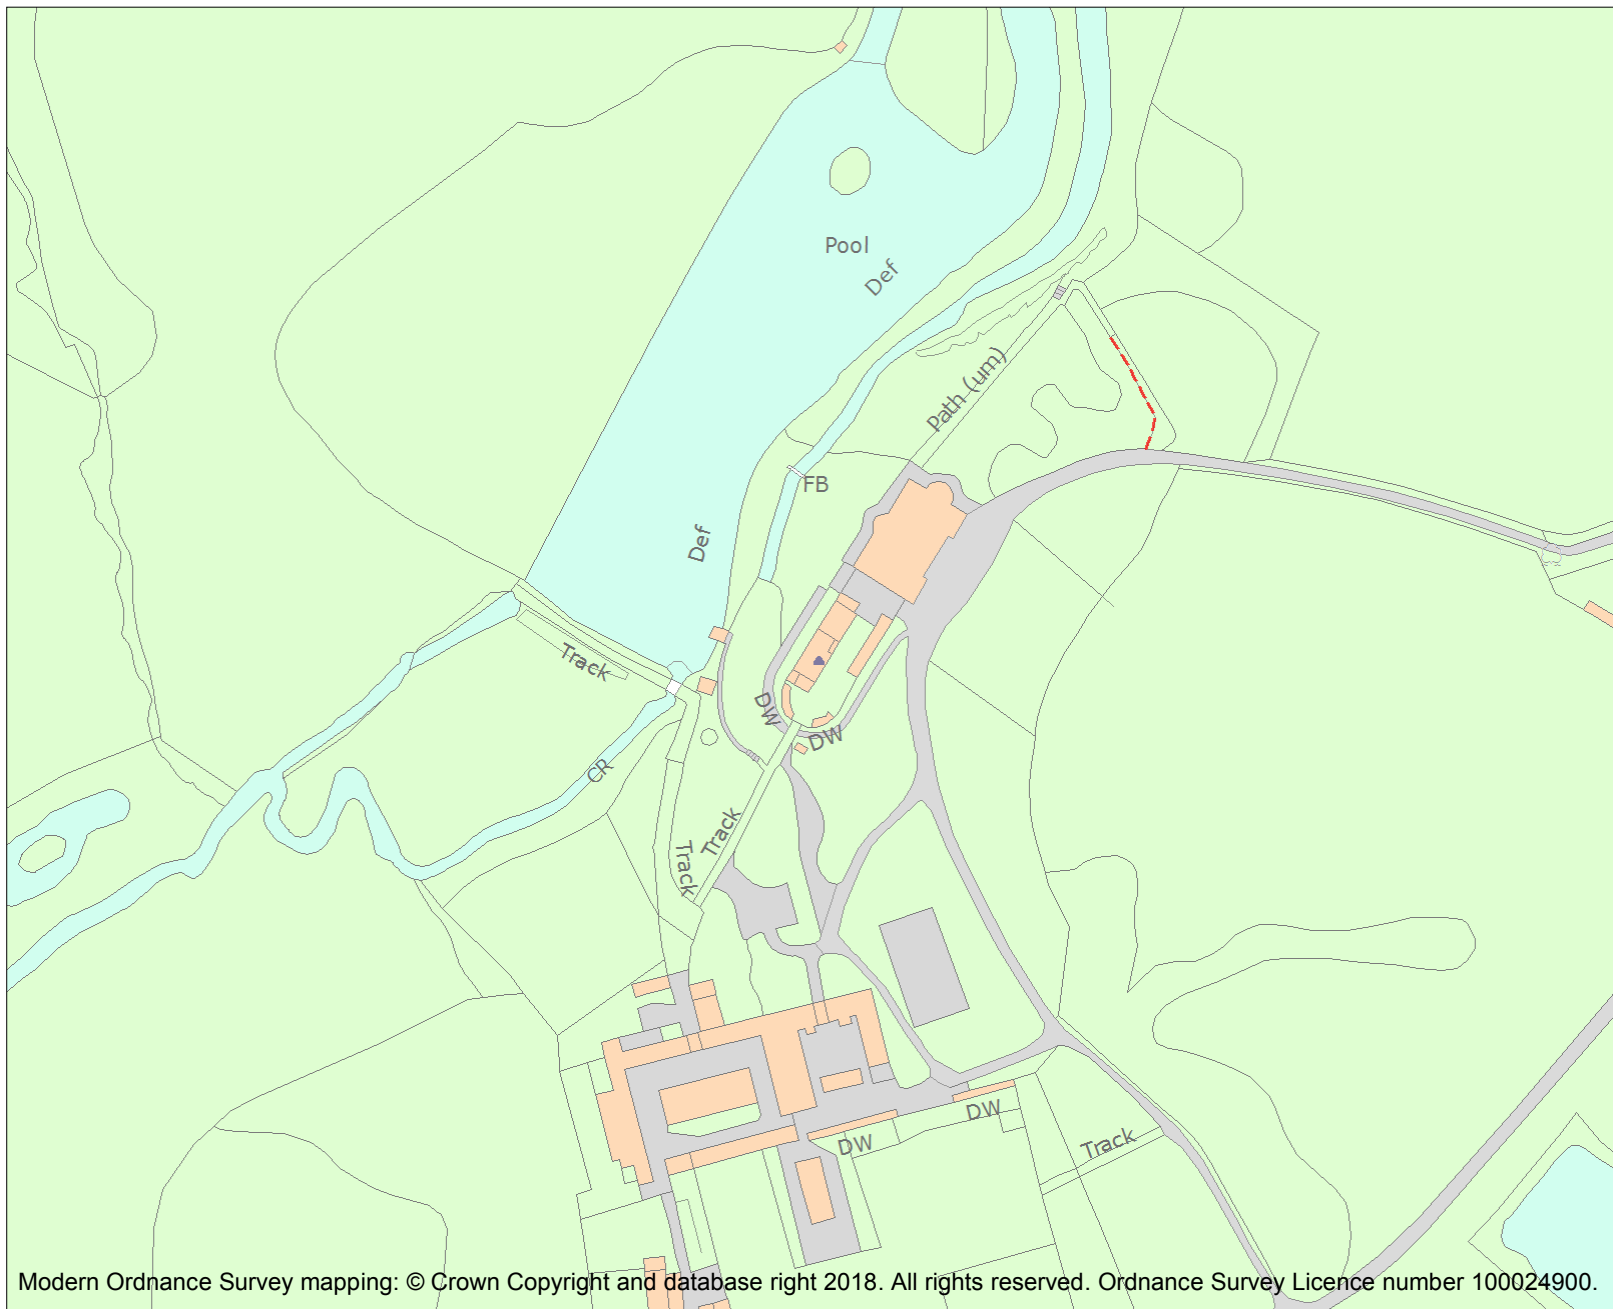 Pool
Def
Path (um)
FB
Def
Track
DW
DW
CR
Track
Track
DW
DW
Track
Modern Ordnance Survey mapping: © Crown Copyright and database right 2018. All rights reserved. Ordnance Survey Licence number 100024900.